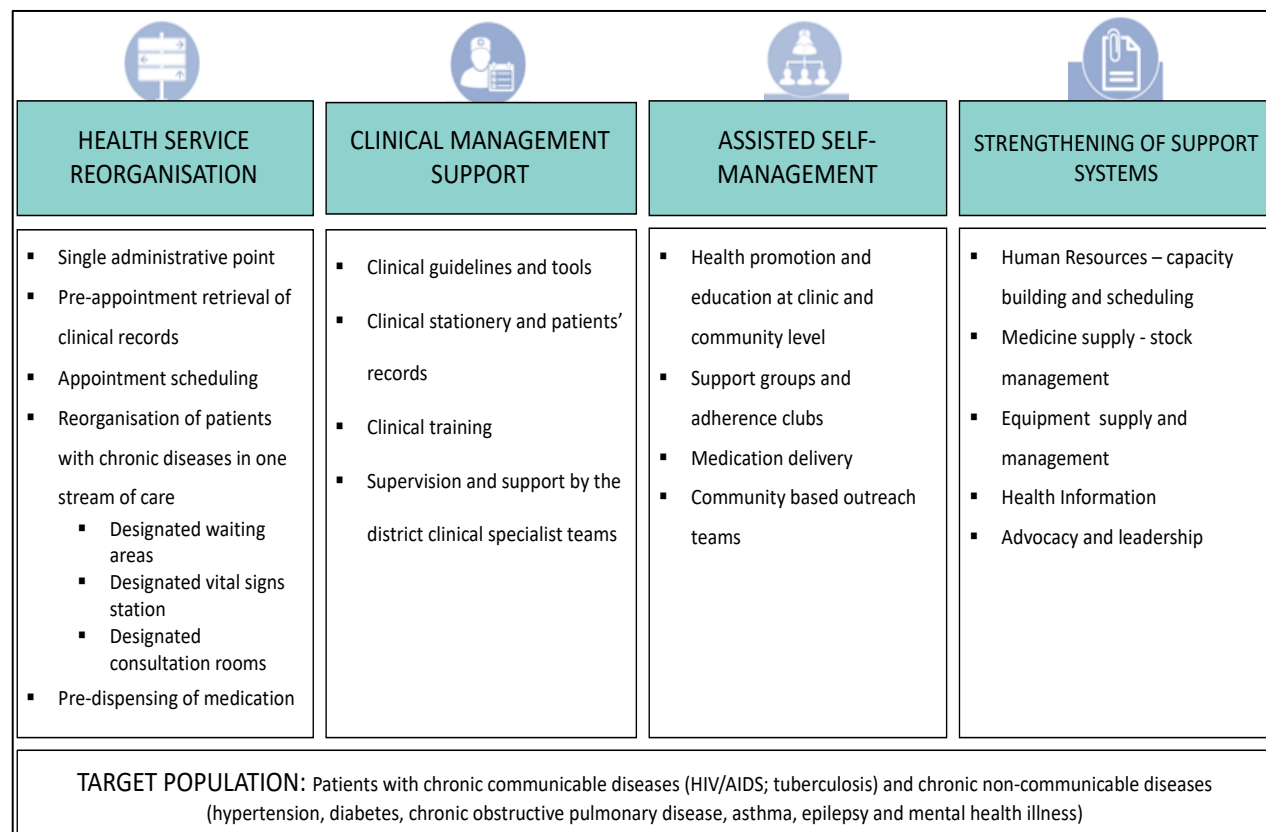 HEALTH SERVICE
REORGANISATION
▪ Single administrative point
▪ Pre-appointment retrieval of
clinical records
▪ Appointment scheduling
▪ Reorganisation of patients
with chronic diseases in one
stream of care
▪ Designated waiting
areas
▪ Designated vital signs
station
▪ Designated
consultation rooms
▪ Pre-dispensing of medication
CLINICAL MANAGEMENT
SUPPORT
▪ Clinical guidelines and tools
▪ Clinical stationery and patients’
records
▪ Clinical training
▪ Supervision and support by the
district clinical specialist teams
ASSISTED SELF-
MANAGEMENT
▪ Health promotion and
education at clinic and
community level
▪ Support groups and
adherence clubs
▪ Medication delivery
▪ Community based outreach
teams
STRENGTHENING OF SUPPORT
SYSTEMS
▪ Human Resources – capacity
building and scheduling
▪ Medicine supply - stock
management
▪ Equipment supply and
management
▪ Health Information
▪ Advocacy and leadership
TARGET POPULATION: Patients with chronic communicable diseases (HIV/AIDS; tuberculosis) and chronic non-communicable diseases
(hypertension, diabetes, chronic obstructive pulmonary disease, asthma, epilepsy and mental health illness)